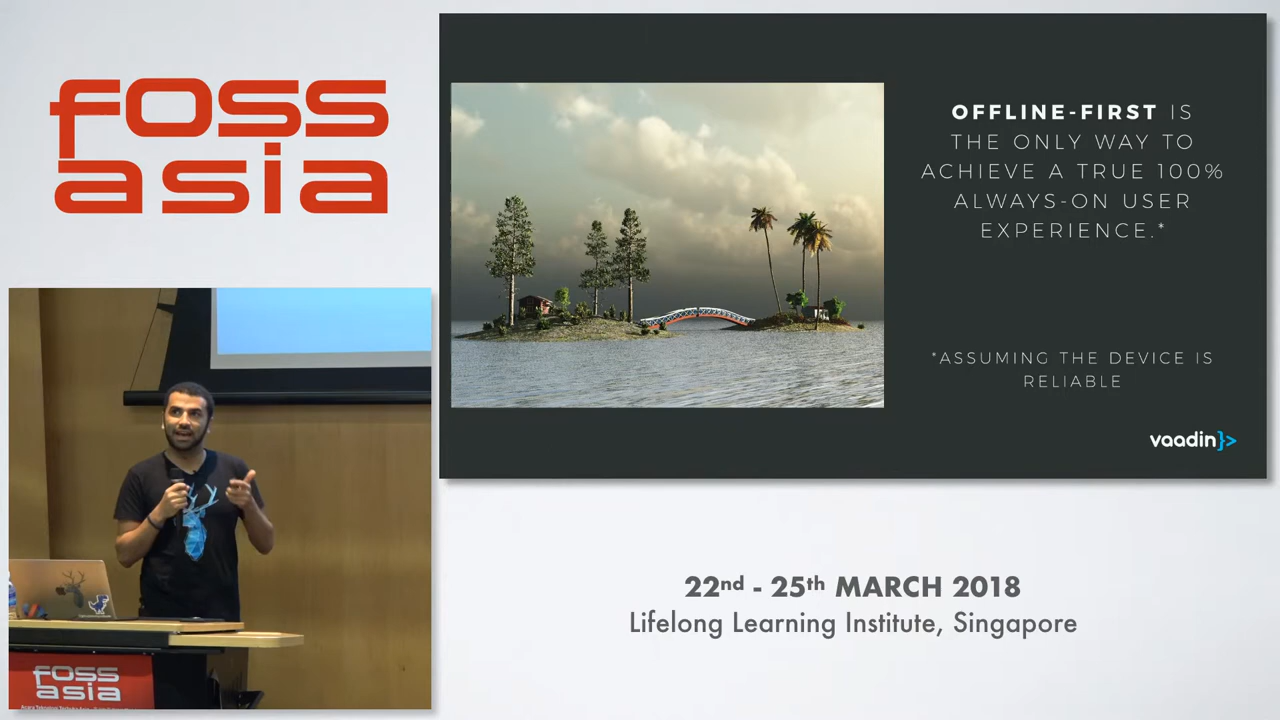 foss
asia
OFFLINE-FIRST IS
THE ONLY WAY TO
ACHIEVE A TRUE 100%
ALWAYS-ON USER
EXPERIENCE.*
*ASSUMING THE DEVICE IS
RELIABLE
vaadin}>
22nd - 25th MARCH 2018
Lifelong Learning Institute, Singapore
foss
asia